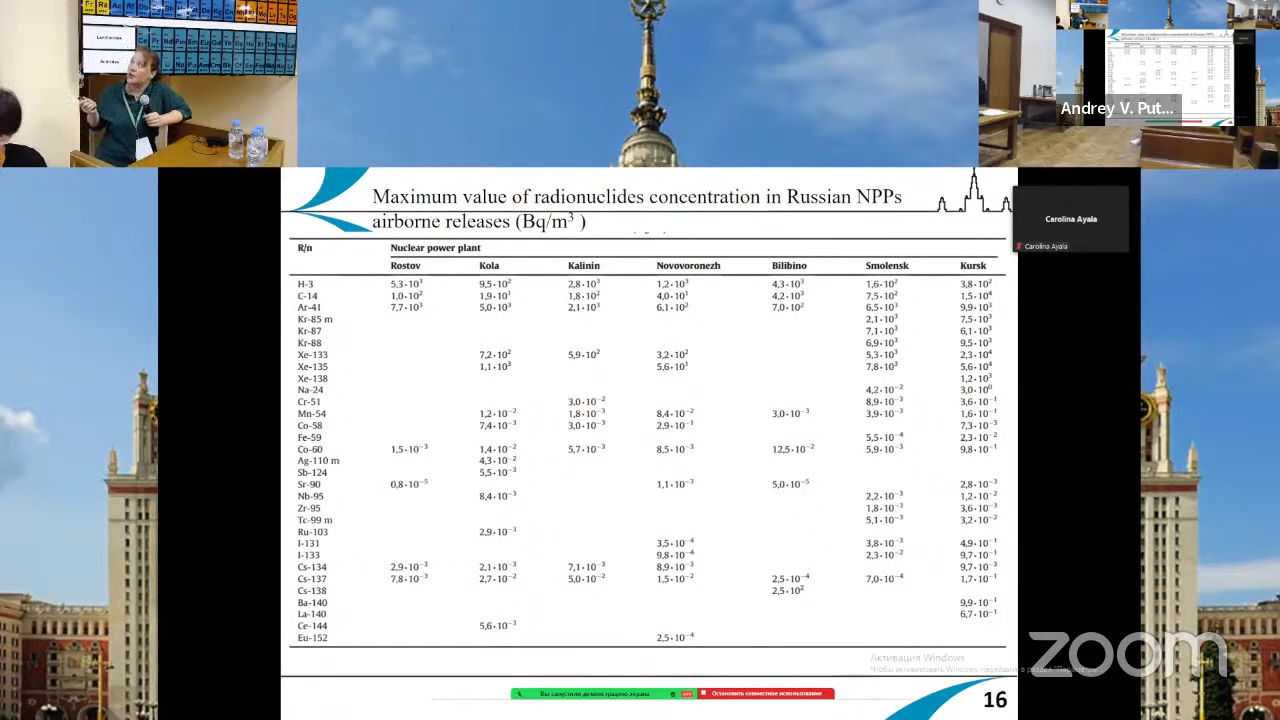 Fr Ra Ac Rf Db
Lanthanides
Ce Pr Nd Pm Sm Eu Gd Tb Dy
Actinides
Andrey V. Put...
Maximum value of radionuclides concentration in Russian NPPs
airborne releases (Bq/m³ )
Carolina Ayala
Carolina Ayala
R/n Nuclear power plant
Rostov Kola Kalinin Novovoronezh Bilibino Smolensk Kursk
H-3 5,3·10³ 9,5·10² 2,8·10³ 1,2·10³ 4,3·10³ 1,6·10² 3,8·10²
C-14 1,0·10² 1,9·10¹ 1,8·10² 4,0·10¹ 4,2·10³ 7,5·10² 1,5·10⁴
Ar-41 7,7·10³ 5,0·10³ 2,1·10³ 6,1·10² 7,0·10² 6,5·10³ 9,9·10³
Kr-85 m 2,1·10³ 7,5·10³
Kr-87 7,1·10³ 6,1·10³
Kr-88 6,9·10³ 9,5·10³
Xe-133 7,2·10² 5,9·10² 3,2·10² 5,3·10³ 2,3·10⁴
Xe-135 1,1·10³ 5,6·10¹ 7,8·10³ 5,6·10⁴
Xe-138 1,2·10³
Na-24 4,2·10⁻² 3,0·10⁰
Cr-51 3,0·10⁻² 8,9·10⁻³ 3,6·10⁻¹
Mn-54 1,2·10⁻² 1,8·10⁻³ 8,4·10⁻² 3,0·10⁻³ 3,9·10⁻³ 1,6·10⁻¹
Co-58 7,4·10⁻³ 3,0·10⁻³ 2,9·10⁻¹ 7,3·10⁻³
Fe-59 5,5·10⁻⁴ 2,3·10⁻²
Co-60 1,5·10⁻³ 1,4·10⁻² 5,7·10⁻³ 8,5·10⁻³ 12,5·10⁻² 5,9·10⁻³ 9,8·10⁻¹
Ag-110 m 4,3·10⁻²
Sb-124 5,5·10⁻³
Sr-90 0,8·10⁻⁵ 1,1·10⁻³ 5,0·10⁻⁵ 2,8·10⁻³
Nb-95 8,4·10⁻³ 2,2·10⁻³ 1,2·10⁻²
Zr-95 1,8·10⁻³ 3,6·10⁻³
Tc-99 m 5,1·10⁻³ 3,2·10⁻²
Ru-103 2,9·10⁻³
I-131 3,5·10⁻⁴ 3,8·10⁻³ 4,9·10⁻¹
I-133 9,8·10⁻⁴ 2,3·10⁻² 9,7·10⁻¹
Cs-134 2,9·10⁻³ 2,1·10⁻³ 7,1·10⁻³ 8,9·10⁻³ 9,7·10⁻³
Cs-137 7,8·10⁻³ 2,7·10⁻² 5,0·10⁻² 1,5·10⁻² 2,5·10⁻⁴ 7,0·10⁻⁴ 1,7·10⁻¹
Cs-138 2,5·10²
Ba-140 9,9·10⁻¹
La-140 6,7·10⁻¹
Ce-144 5,6·10⁻³
Eu-152 2,5·10⁻⁴
Активация Windows
Чтобы активировать Windows, перейдите в раздел "Параметры".
zoom
Вы запустили демонстрацию экрана
Остановить совместное использование
16